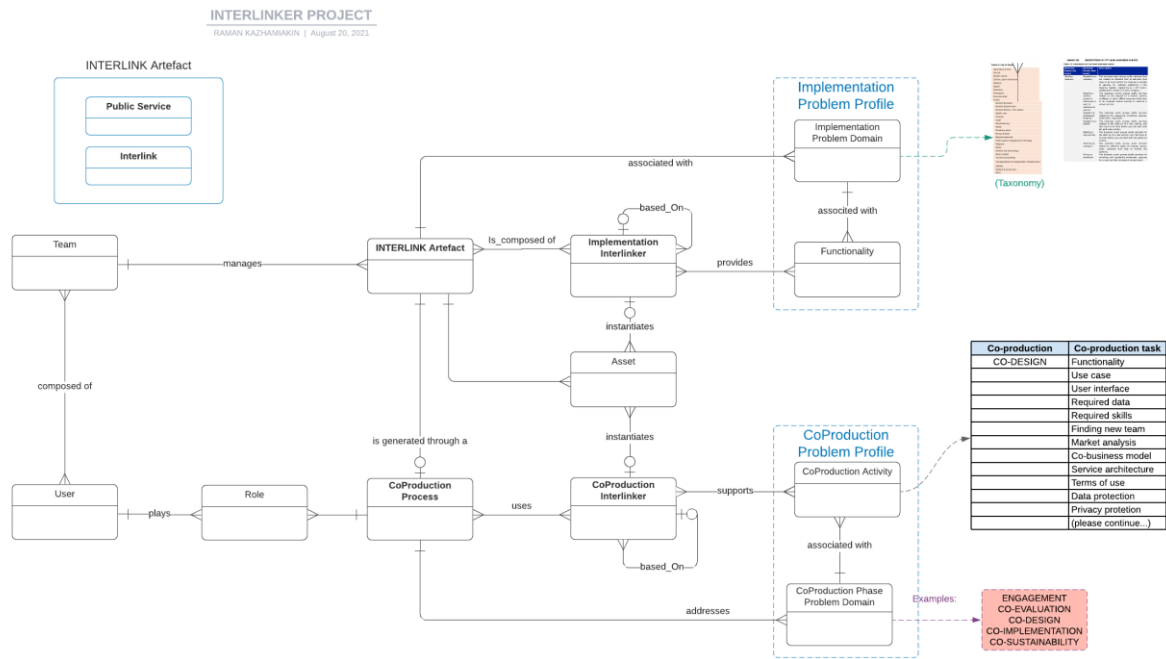 INTERLINKER PROJECT
RAMAN KAZHAMIAKIN | August 20, 2021
INTERLINK Artefact
Public Service
Interlink
Implementation
Problem Profile
Implementation
Problem Domain
associated with
(Taxonomy)
associted with
Functionality
based_On
Team
manages
INTERLINK Artefact
Is_composed of
Implementation
Interlinker
provides
instantiates
Asset
composed of
is generated through a
instantiates
Co-production
Co-production task
CO-DESIGN
Functionality
Use case
User interface
Required data
Required skills
Finding new team
Market analysis
Co-business model
Service architecture
Terms of use
Data protection
Privacy protetion
(please continue...)
CoProduction
Problem Profile
CoProduction Activity
User
plays
Role
CoProduction
Process
uses
CoProduction
Interlinker
supports
based_On
associated with
CoProduction Phase
Problem Domain
addresses
Examples:
ENGAGEMENT
CO-EVALUATION
CO-DESIGN
CO-IMPLEMENTATION
CO-SUSTAINABILITY